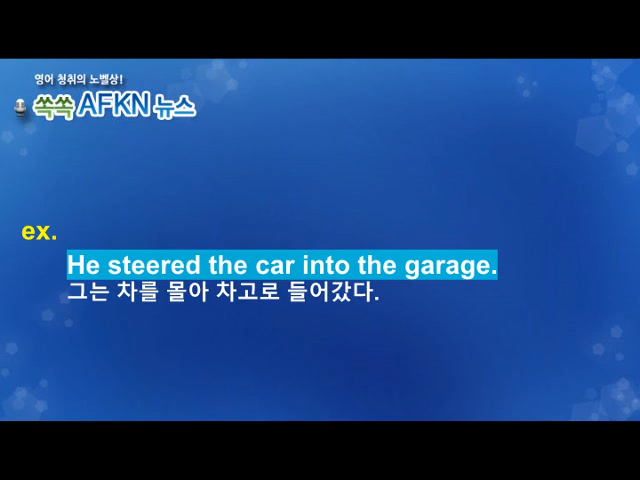 영어 청취의 노벨상!
쏙쏙 AFKN 뉴스
ex.
He steered the car into the garage.
그는 차를 몰아 차고로 들어갔다.